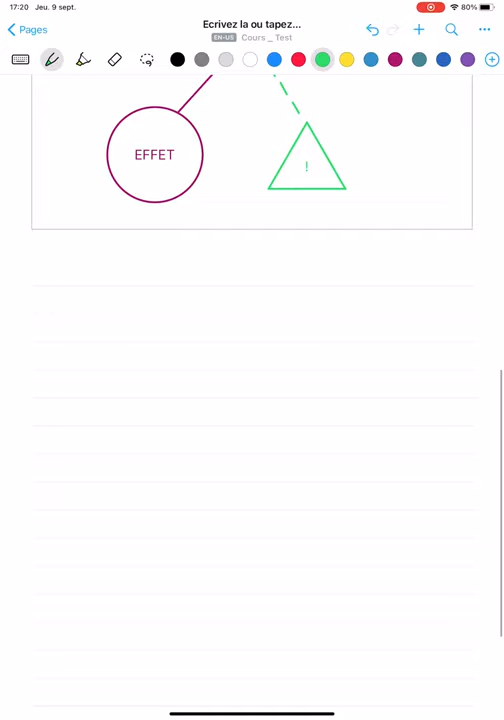 17:20 Jeu. 9 sept. 80%
Pages Ecrivez la ou tapez...
EN-US Cours _ Test
EFFET
!